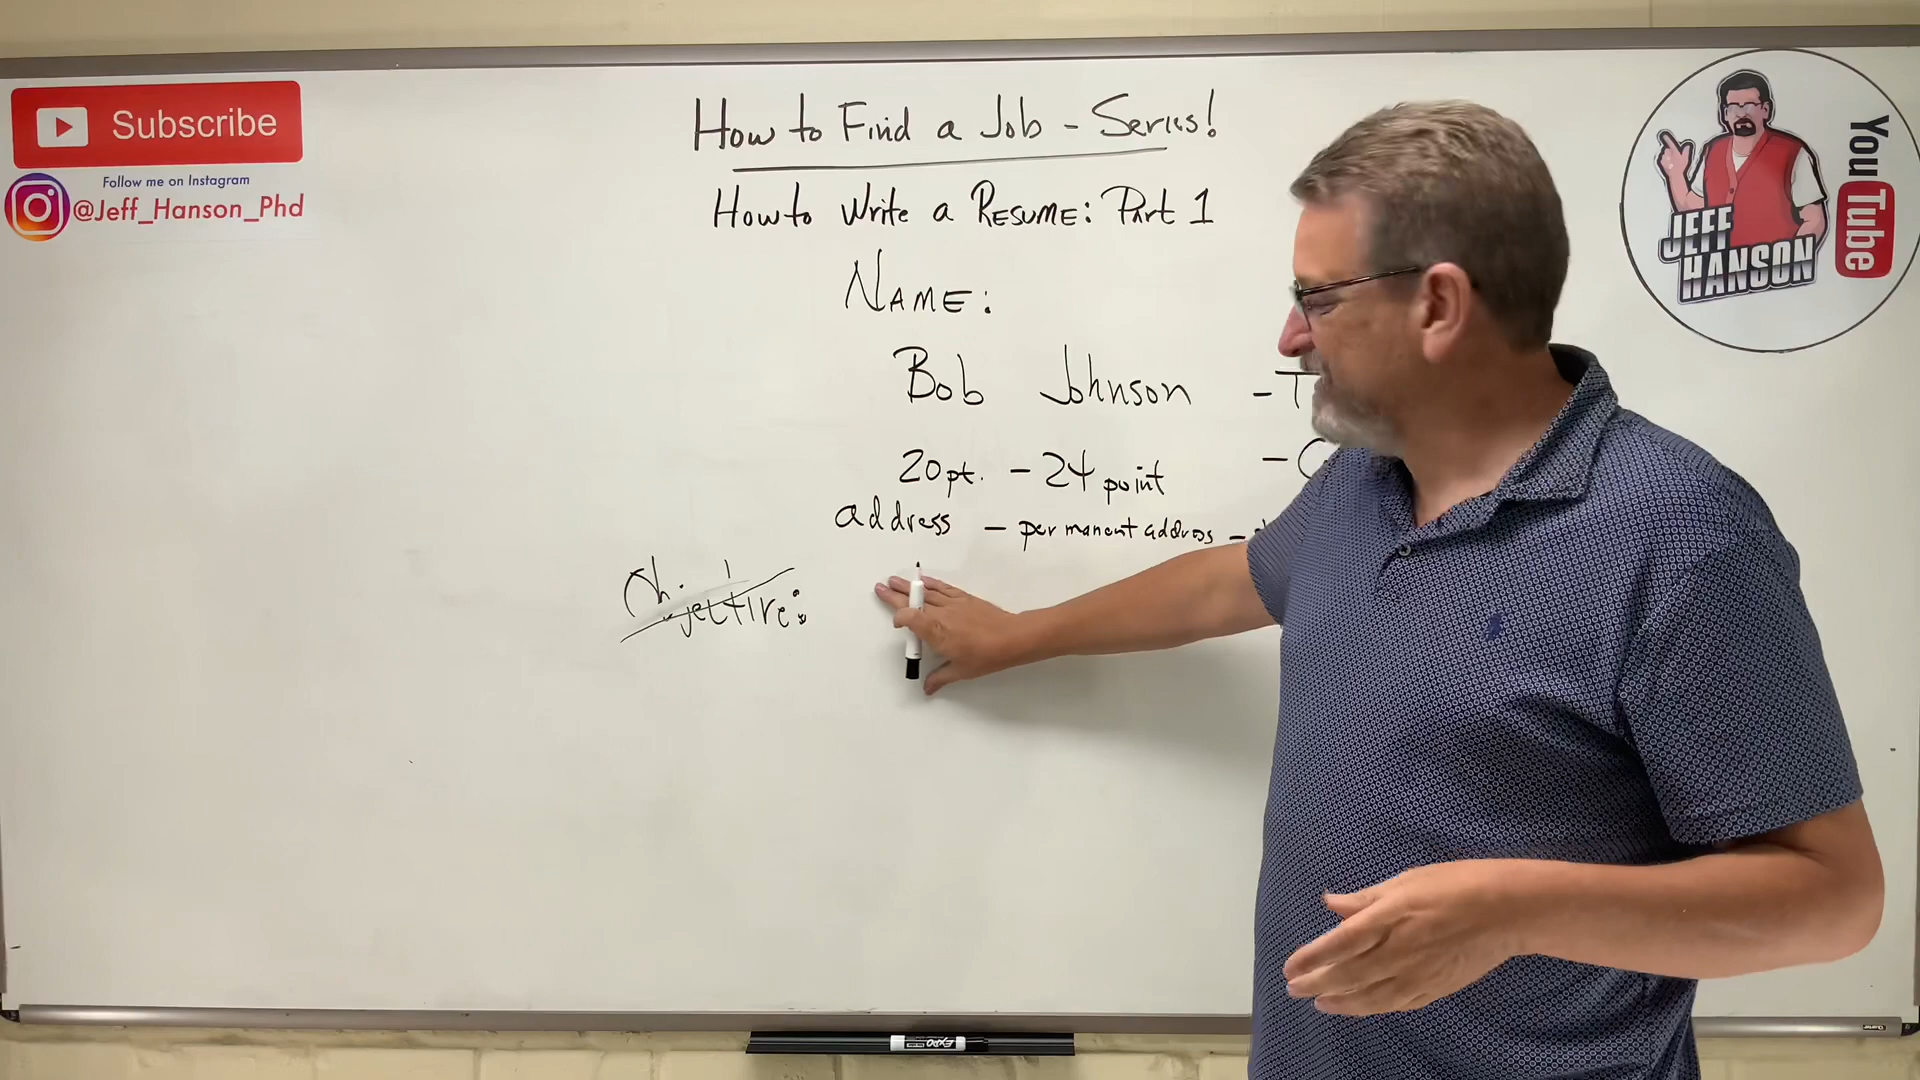 Subscribe
Follow me on Instagram
@Jeff_Hanson_Phd
How to Find a Job - Series!
How to Write a RESUME: Part 1
NAME:
Bob Johnson - T
20pt. - 24 point -
address - permanent address -
Objective:
JEFF
HANSON
YouTube
EXPO